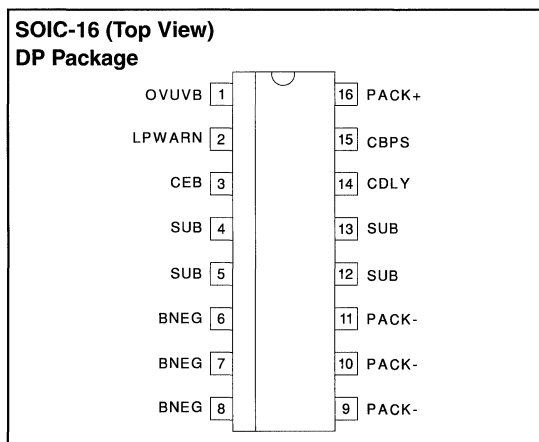 SOIC-16 (Top View)
DP Package
OVUVB 1 16 PACK+
LPWARN 2 15 CBPS
CEB 3 14 CDLY
SUB 4 13 SUB
SUB 5 12 SUB
BNEG 6 11 PACK-
BNEG 7 10 PACK-
BNEG 8 9 PACK-